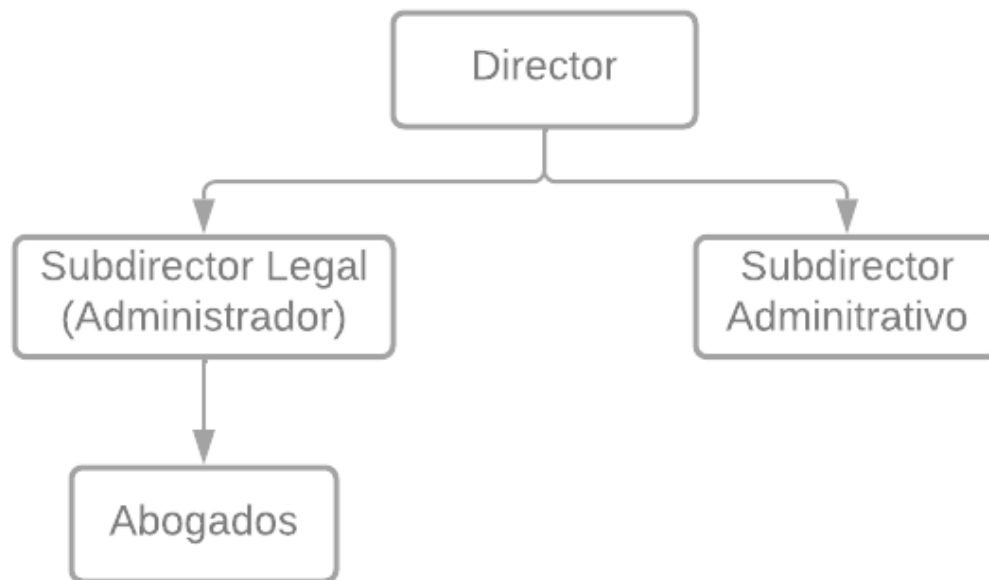 Director
Subdirector Legal
(Administrador)
Subdirector
Adminitrativo
Abogados